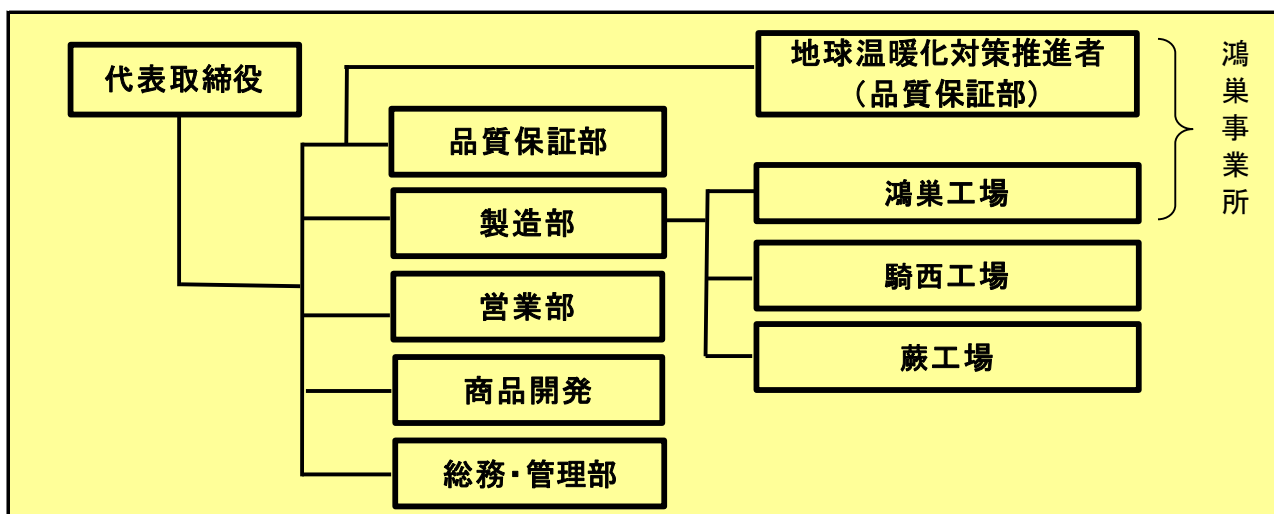 代表取締役
地球温暖化対策推進者
（品質保証部）
鴻巣事業所
品質保証部
製造部
鴻巣工場
騎西工場
営業部
蕨工場
商品開発
総務・管理部